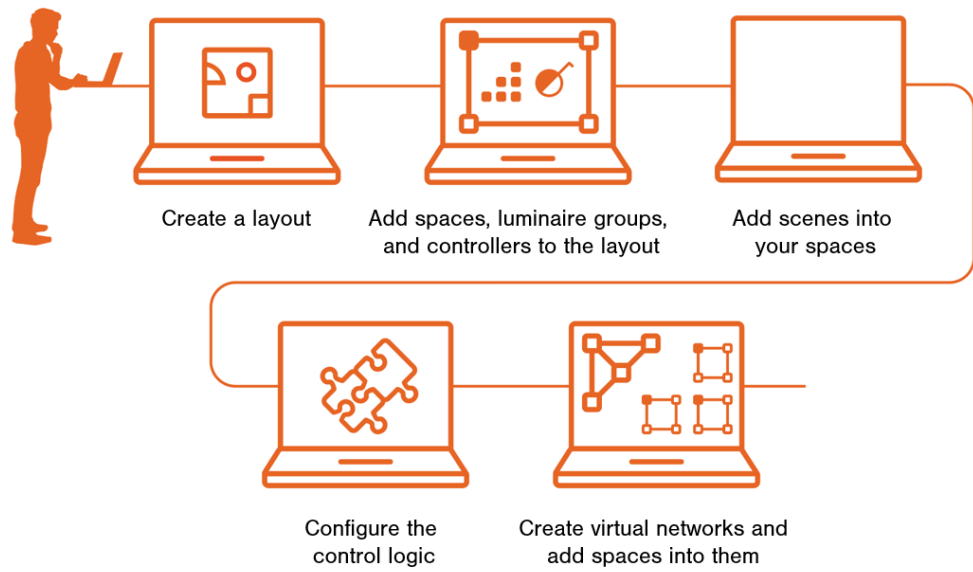 Create a layout
Add spaces, luminaire groups,
and controllers to the layout
Add scenes into
your spaces
Configure the
control logic
Create virtual networks and
add spaces into them